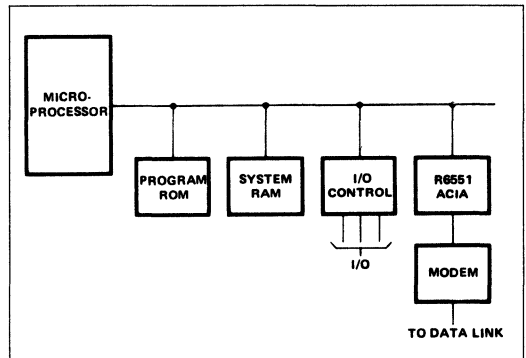 MICRO-
PROCESSOR
PROGRAM
ROM
SYSTEM
RAM
I/O
CONTROL
R6551
ACIA
I/O
MODEM
TO DATA LINK